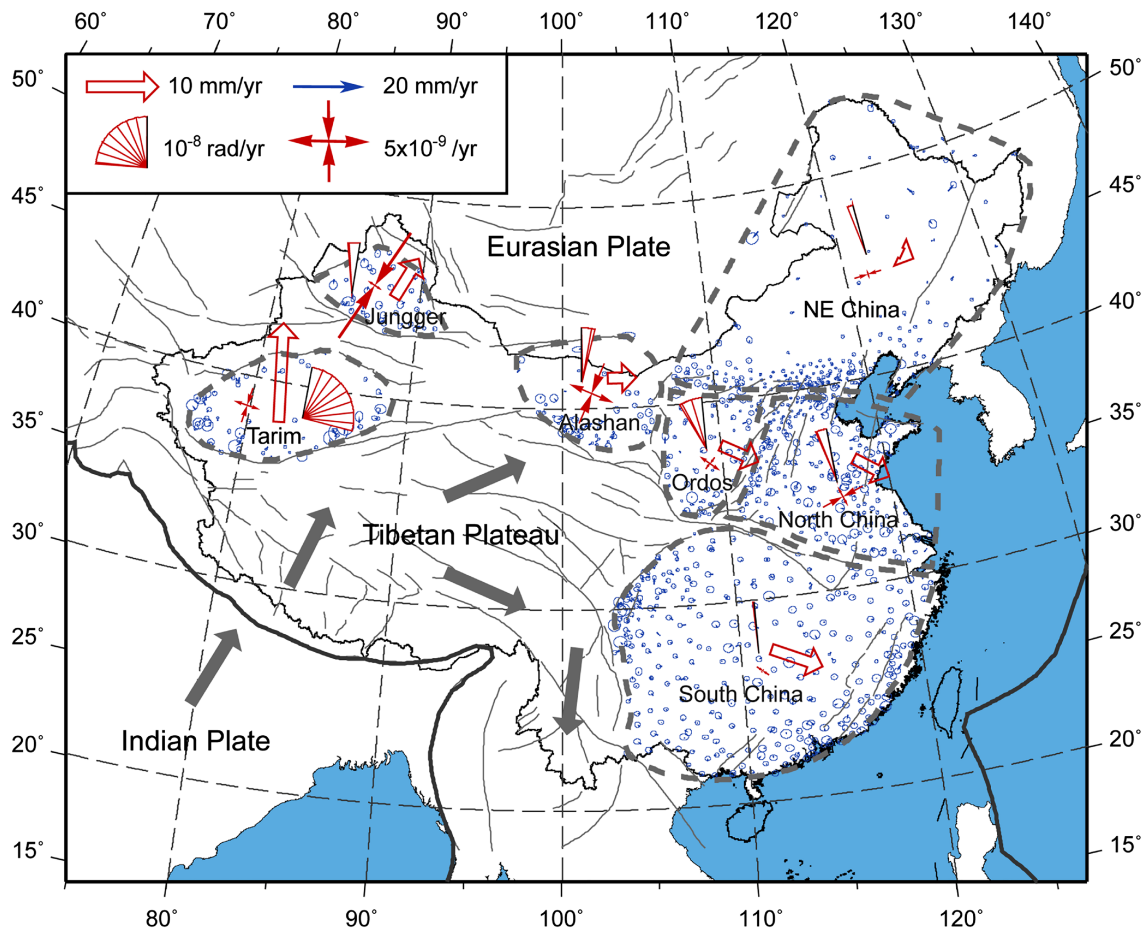 60° 70° 80° 90° 100° 110° 120° 130° 140°
50° 50°
10 mm/yr 20 mm/yr
10⁻⁸ rad/yr 5x10⁻⁹ /yr
45° 45°
Eurasian Plate
NE China
Jungger
40° 40°
Alashan
Tarim
35° 35°
Ordos
North China
Tibetan Plateau
30° 30°
25° 25°
South China
Indian Plate
20° 20°
15° 15°
80° 90° 100° 110° 120°